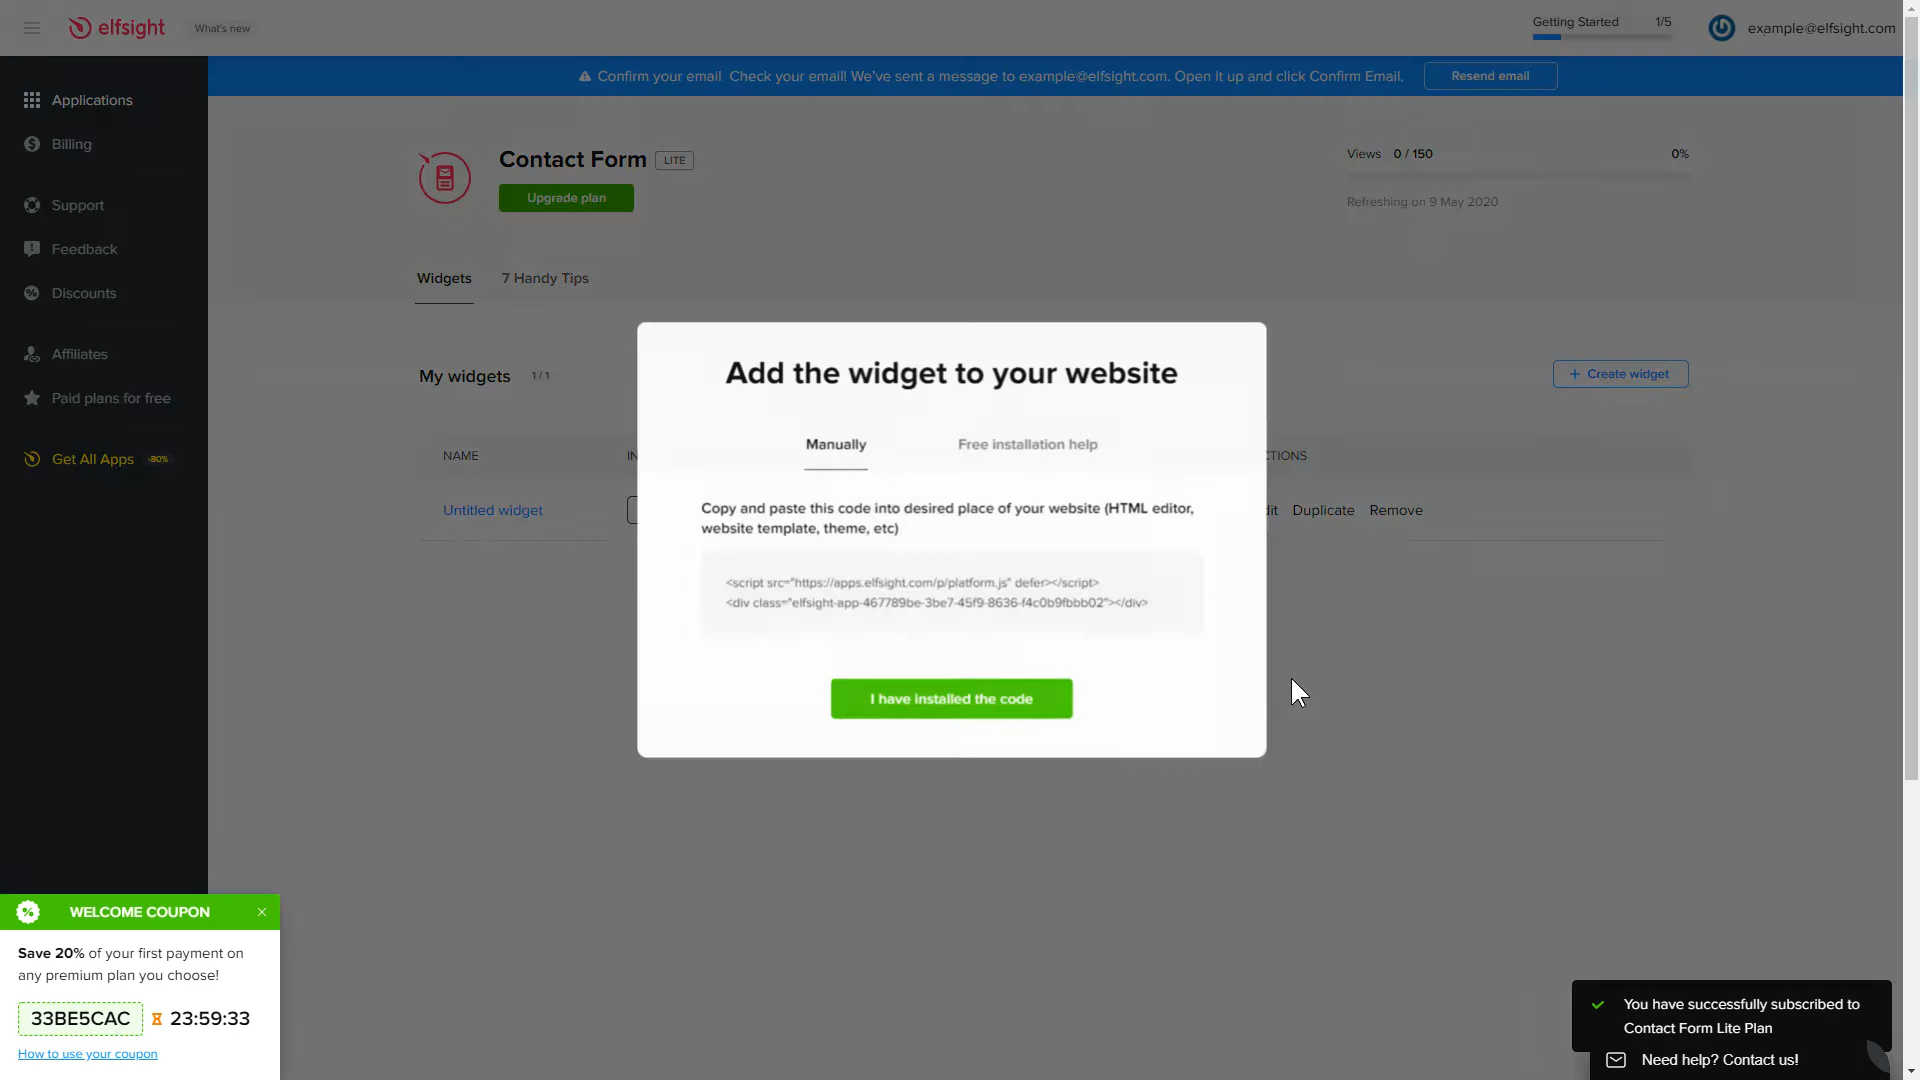 elfsight
What's new
Getting Started 1/5
example@elfsight.com
Confirm your email Check your email! We've sent a message to example@elfsight.com. Open it up and click Confirm Email.
Resend email
Applications
Billing
Support
Feedback
Discounts
Affiliates
Paid plans for free
Get All Apps -80%
Contact Form LITE
Upgrade plan
Views 0 / 150 0%
Refreshing on 9 May 2020
Widgets 7 Handy Tips
My widgets 1/1
Create widget
NAME IN CTIONS
Untitled widget dit Duplicate Remove
Add the widget to your website
Manually Free installation help
Copy and paste this code into desired place of your website (HTML editor,
website template, theme, etc)
<script src="https://apps.elfsight.com/p/platform.js" defer></script>
<div class="elfsight-app-467789be-3be7-45f9-8636-f4c0b9fbbb02"></div>
I have installed the code
WELCOME COUPON
Save 20% of your first payment on
any premium plan you choose!
33BE5CAC 23:59:33
How to use your coupon
You have successfully subscribed to
Contact Form Lite Plan
Need help? Contact us!